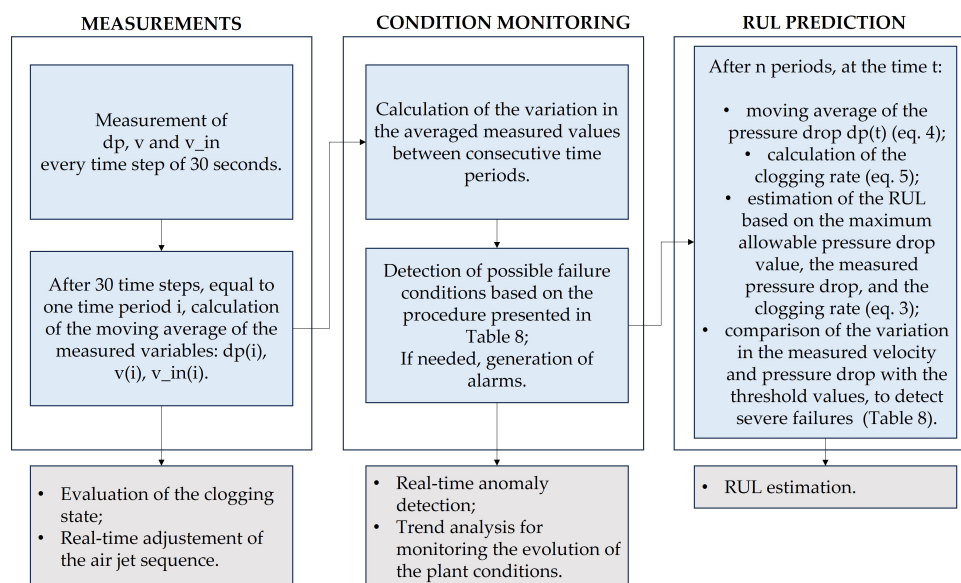 MEASUREMENTS
Measurement of
dp, v and v_in
every time step of 30 seconds.
After 30 time steps, equal to
one time period i, calculation
of the moving average of the
measured variables: dp(i),
v(i), v_in(i).
• Evaluation of the clogging
state;
• Real-time adjustement of
the air jet sequence.
CONDITION MONITORING
Calculation of the variation in
the averaged measured values
between consecutive time
periods.
Detection of possible failure
conditions based on the
procedure presented in
Table 8;
If needed, generation of
alarms.
• Real-time anomaly
detection;
• Trend analysis for
monitoring the evolution of
the plant conditions.
RUL PREDICTION
After n periods, at the time t:
• moving average of the
pressure drop dp(t) (eq. 4);
• calculation of the
clogging rate (eq. 5);
• estimation of the RUL
based on the maximum
allowable pressure drop
value, the measured
pressure drop, and the
clogging rate (eq. 3);
• comparison of the variation
in the measured velocity
and pressure drop with the
threshold values, to detect
severe failures (Table 8).
• RUL estimation.